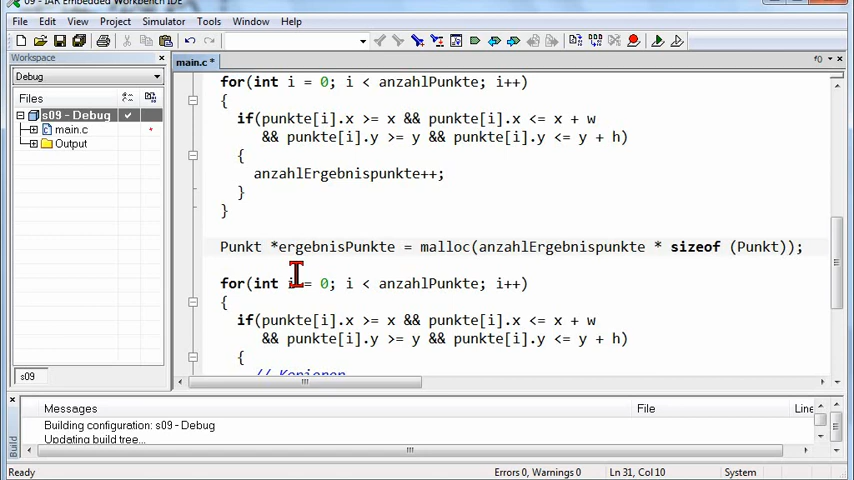 09 - IAR Embedded Workbench IDE
File Edit View Project Simulator Tools Window Help
Workspace
Debug
Files
s09 - Debug
main.c
Output
s09
main.c *
f()
for(int i = 0; i < anzahlPunkte; i++)
{
if(punkte[i].x >= x && punkte[i].x <= x + w
&& punkte[i].y >= y && punkte[i].y <= y + h)
{
anzahlErgebnispunkte++;
}
}
Punkt *ergebnisPunkte = malloc(anzahlErgebnispunkte * sizeof (Punkt));
for(int i = 0; i < anzahlPunkte; i++)
{
if(punkte[i].x >= x && punkte[i].x <= x + w
&& punkte[i].y >= y && punkte[i].y <= y + h)
{
// Kopieren
Build
Messages File Line
Building configuration: s09 - Debug
Updating build tree...
Ready Errors 0, Warnings 0 Ln 31, Col 10 System